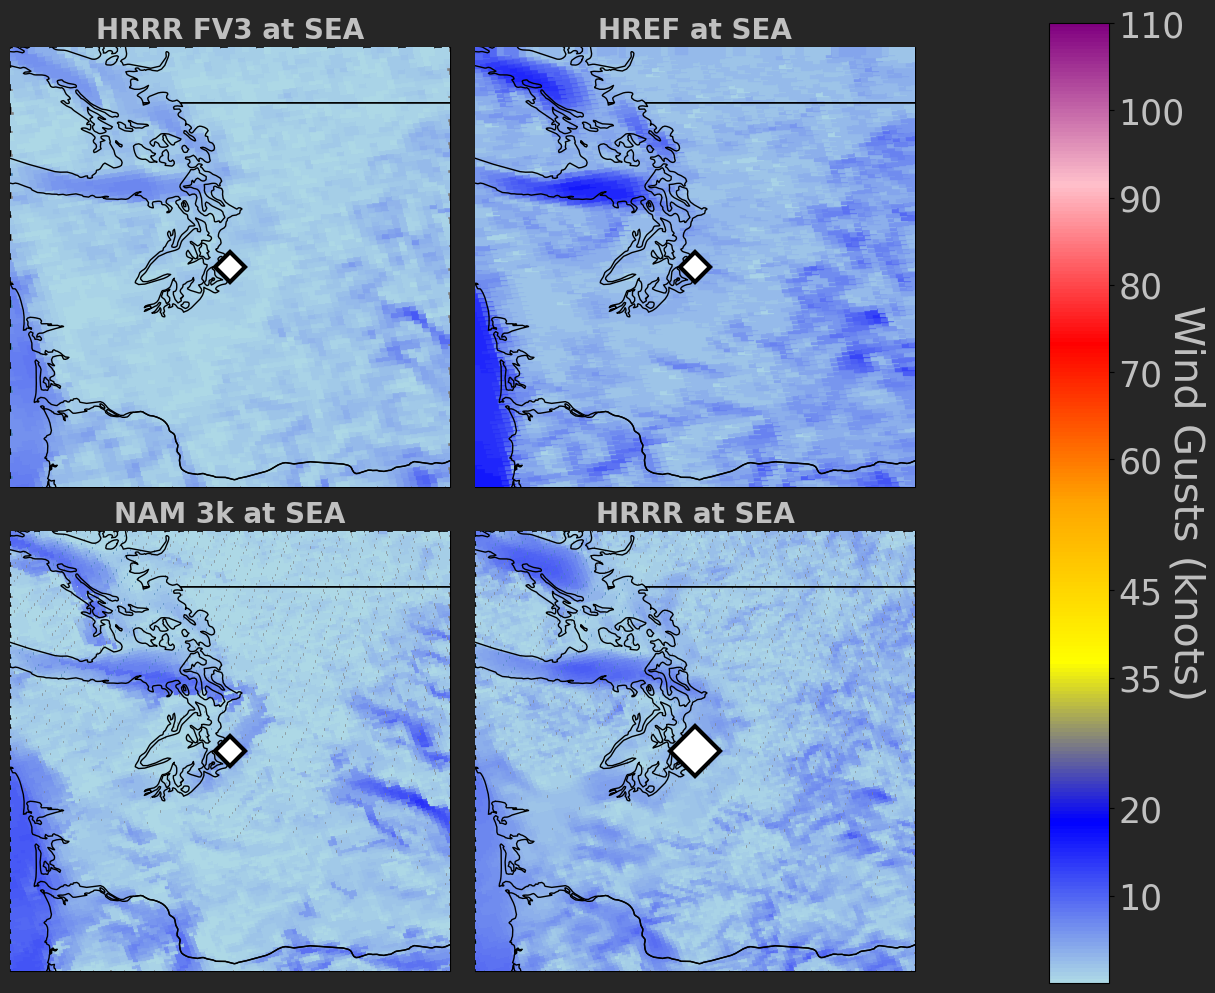 HRRR FV3 at SEA
HREF at SEA
NAM 3k at SEA
HRRR at SEA
110
100
90
80
70
60
45
35
20
10
Wind Gusts (knots)